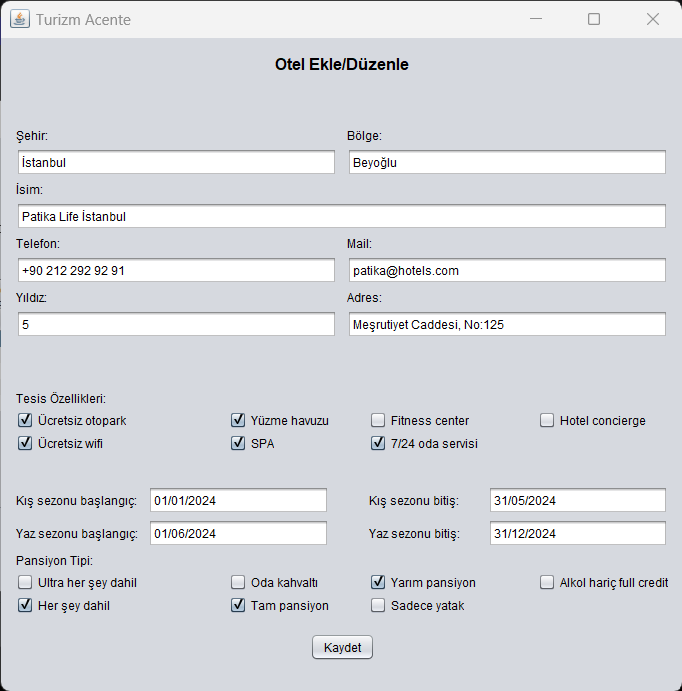 Turizm Acente
Otel Ekle/Düzenle
Şehir: Bölge:
İstanbul Beyoğlu
İsim:
Patika Life İstanbul
Telefon: Mail:
+90 212 292 92 91 patika@hotels.com
Yıldız: Adres:
5 Meşrutiyet Caddesi, No:125
Tesis Özellikleri:
Ücretsiz otopark Yüzme havuzu Fitness center Hotel concierge
Ücretsiz wifi SPA 7/24 oda servisi
Kış sezonu başlangıç: 01/01/2024 Kış sezonu bitiş: 31/05/2024
Yaz sezonu başlangıç: 01/06/2024 Yaz sezonu bitiş: 31/12/2024
Pansiyon Tipi:
Ultra her şey dahil Oda kahvaltı Yarım pansiyon Alkol hariç full credit
Her şey dahil Tam pansiyon Sadece yatak
Kaydet